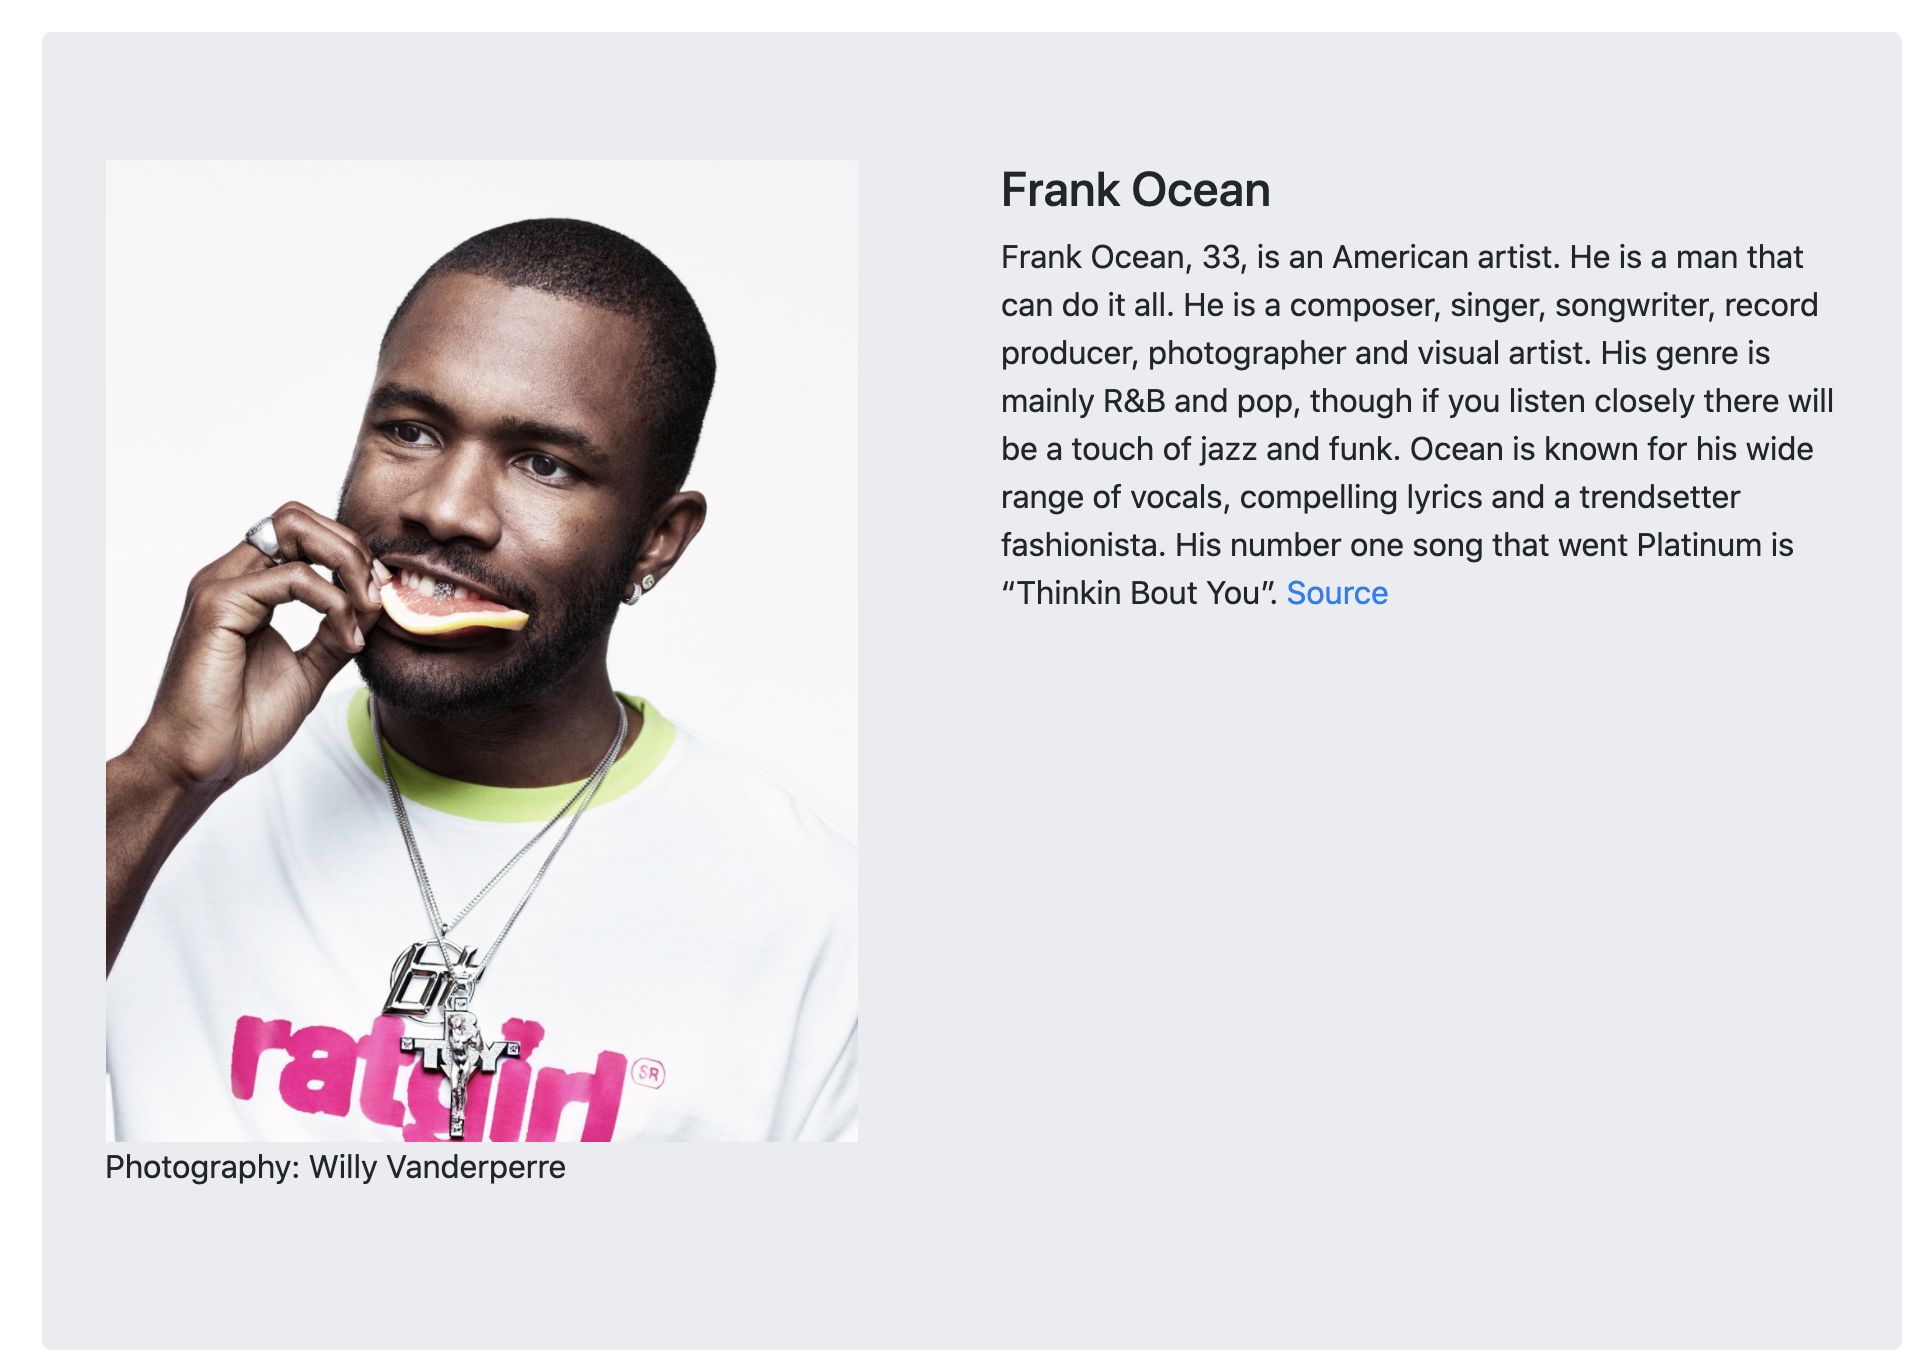 Frank Ocean
Frank Ocean, 33, is an American artist. He is a man that
can do it all. He is a composer, singer, songwriter, record
producer, photographer and visual artist. His genre is
mainly R&B and pop, though if you listen closely there will
be a touch of jazz and funk. Ocean is known for his wide
range of vocals, compelling lyrics and a trendsetter
fashionista. His number one song that went Platinum is
“Thinkin Bout You”. Source
ratgirl SR
TOY
Photography: Willy Vanderperre